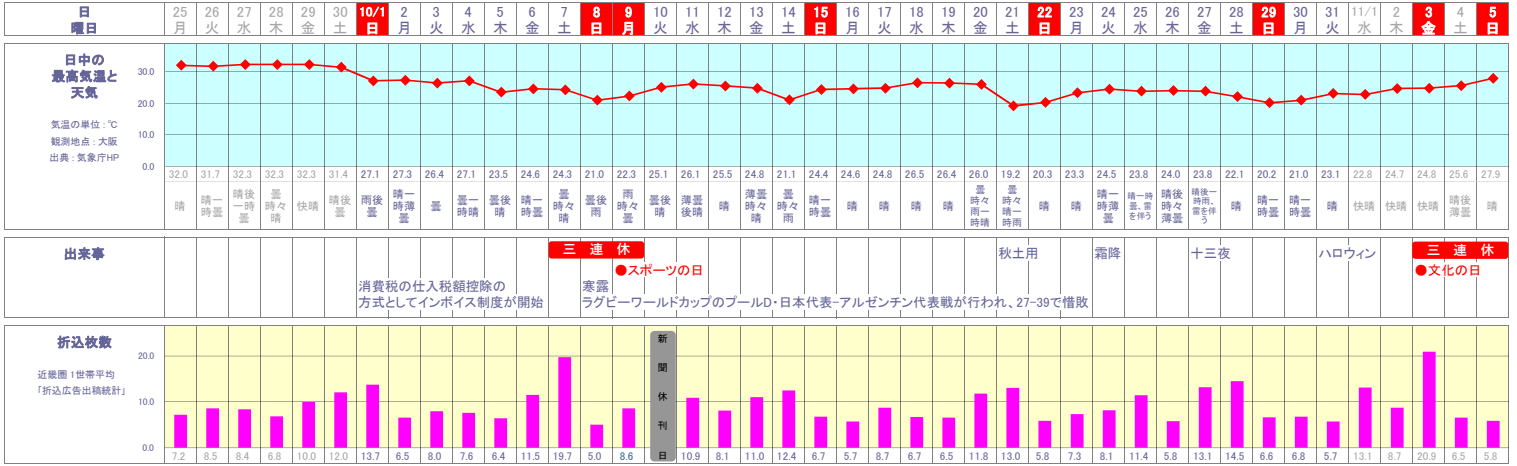 日 25 26 27 28 29 30 10/1 2 3 4 5 6 7 8 9 10 11 12 13 14 15 16 17 18 19 20 21 22 23 24 25 26 27 28 29 30 31 11/1 2 3 4 5
曜日 月 火 水 木 金 土 日 月 火 水 木 金 土 日 月 火 水 木 金 土 日 月 火 水 木 金 土 日 月 火 水 木 金 土 日 月 火 水 木 金 土 日
日中の
最高気温と
天気
気温の単位：℃
観測地点：大阪
出典：気象庁HP
30.0
20.0
10.0
0.0
32.0 31.7 32.3 32.3 32.3 31.4 27.1 27.3 26.4 27.1 23.5 24.6 24.3 21.0 22.3 25.1 26.1 25.5 24.8 21.1 24.4 24.6 24.8 26.5 26.4 26.0 19.2 20.3 23.3 24.5 23.8 24.0 23.8 22.1 20.2 21.0 23.1 22.8 24.7 24.8 25.6 27.9
晴
晴一時曇
晴後一時曇
曇時々晴
快晴
晴後曇
雨後曇
晴一時薄曇
曇
曇一時晴
曇後晴
晴一時曇
曇時々晴
曇後雨
雨時々曇
曇後晴
薄曇後晴
晴
薄曇時々晴
曇時々雨
晴一時曇
晴
晴
晴
晴
曇時々雨一時晴
曇時々晴一時雨
晴
晴
晴一時薄曇
晴一時曇、雷を伴う
晴後時々薄曇
晴後一時雨、雷を伴う
晴
晴一時曇
晴一時曇
晴
快晴
快晴
快晴
晴後薄曇
晴
出来事
三連休
●スポーツの日
消費税の仕入税額控除の
方式としてインボイス制度が開始
寒露
ラグビーワールドカップのプールD・日本代表-アルゼンチン代表戦が行われ、27-39で惜敗
秋土用
霜降
十三夜
ハロウィン
三連休
●文化の日
折込枚数
近畿圏 1世帯平均
「折込広告出稿統計」
20.0
10.0
0.0
新聞休刊日
7.2 8.5 8.4 6.8 10.0 12.0 13.7 6.5 8.0 7.6 6.4 11.5 19.7 5.0 8.6 10.9 8.1 11.0 12.4 6.7 5.7 8.7 6.7 6.5 11.8 13.0 5.8 7.3 8.1 11.4 5.8 13.1 14.5 6.6 6.8 5.7 13.1 8.7 20.9 6.5 5.8